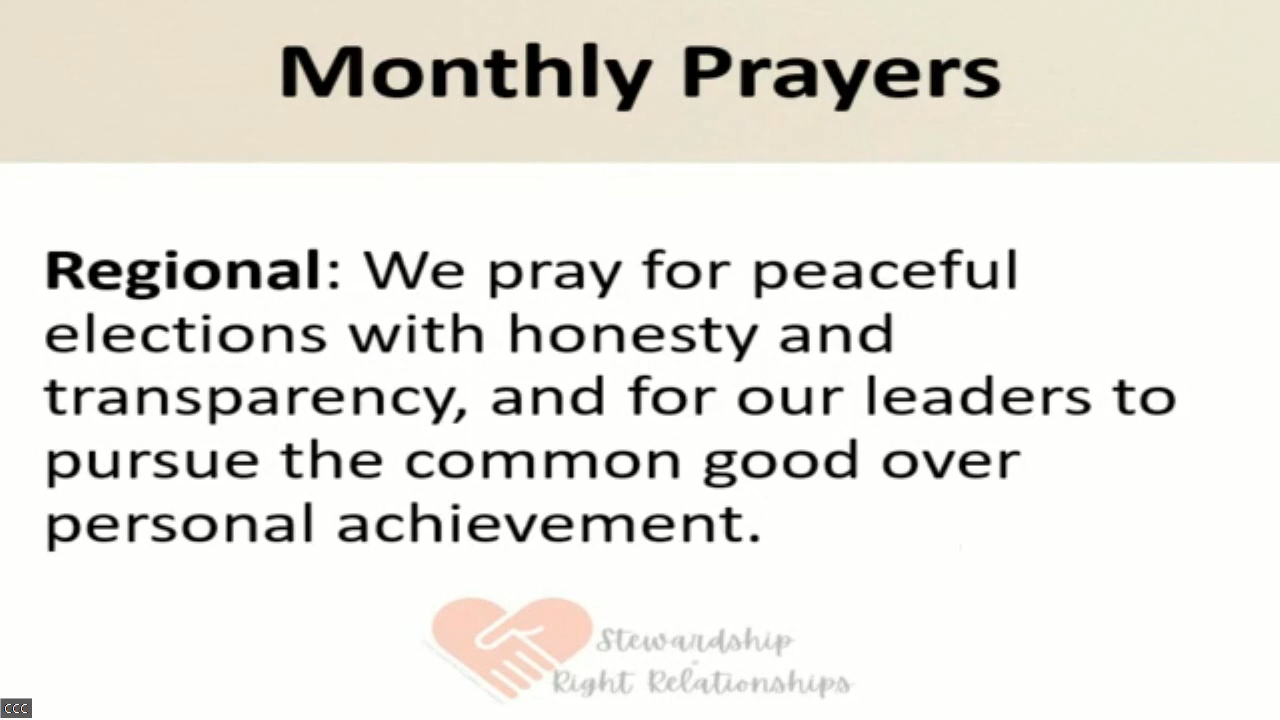 Monthly Prayers
Regional: We pray for peaceful
elections with honesty and
transparency, and for our leaders to
pursue the common good over
personal achievement.
Stewardship
Right Relationships
CCC